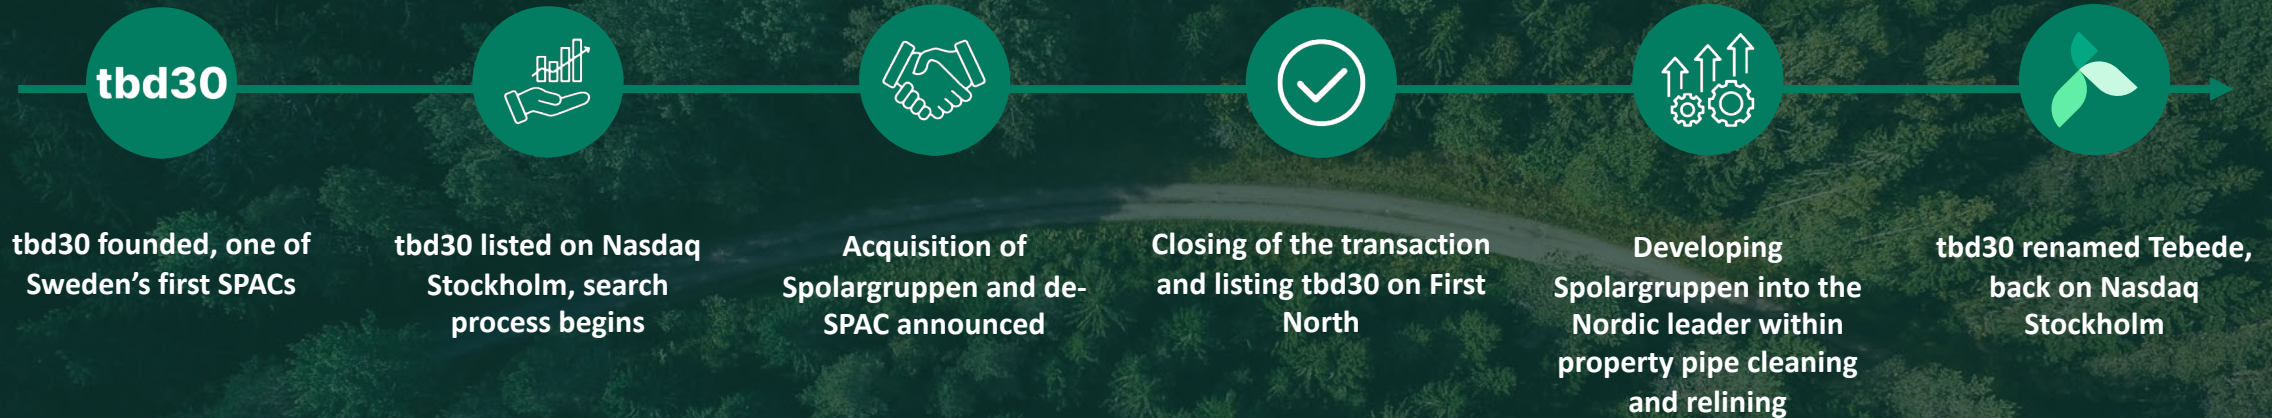 tbd30
tbd30 founded, one of
Sweden's first SPACs
tbd30 listed on Nasdaq
Stockholm, search
process begins
Acquisition of
Spolargruppen and de-
SPAC announced
Closing of the transaction
and listing tbd30 on First
North
Developing
Spolargruppen into the
Nordic leader within
property pipe cleaning
and relining
tbd30 renamed Tebede,
back on Nasdaq
Stockholm